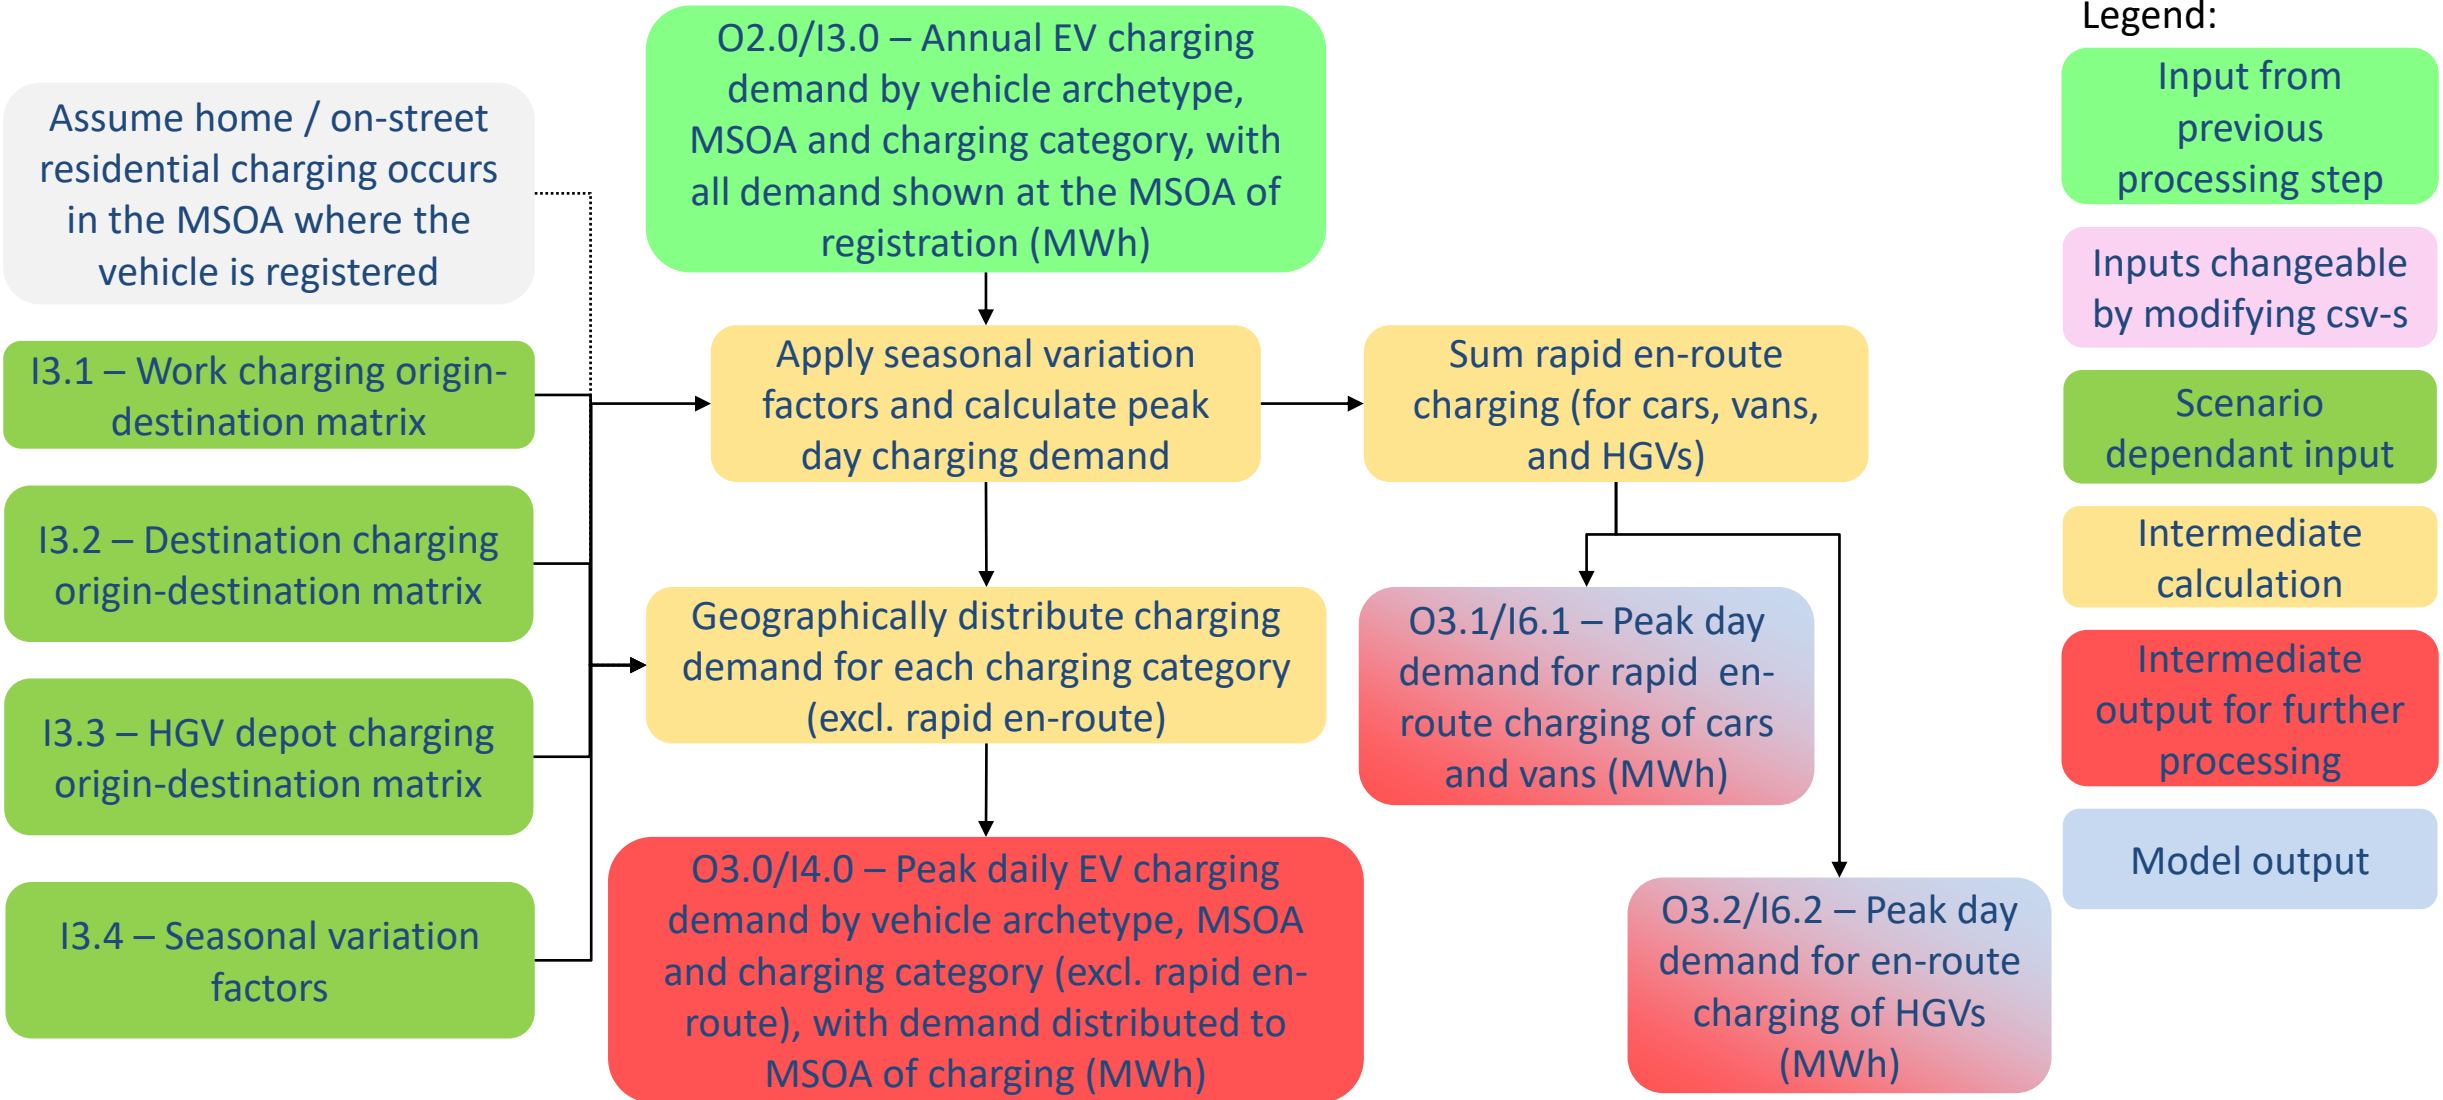 Assume home / on-street
residential charging occurs
in the MSOA where the
vehicle is registered
I3.1 – Work charging origin-
destination matrix
I3.2 – Destination charging
origin-destination matrix
I3.3 – HGV depot charging
origin-destination matrix
I3.4 – Seasonal variation
factors
O2.0/I3.0 – Annual EV charging
demand by vehicle archetype,
MSOA and charging category, with
all demand shown at the MSOA of
registration (MWh)
Apply seasonal variation
factors and calculate peak
day charging demand
Geographically distribute charging
demand for each charging category
(excl. rapid en-route)
O3.0/I4.0 – Peak daily EV charging
demand by vehicle archetype, MSOA
and charging category (excl. rapid en-
route), with demand distributed to
MSOA of charging (MWh)
Sum rapid en-route
charging (for cars, vans,
and HGVs)
O3.1/I6.1 – Peak day
demand for rapid  en-
route charging of cars
and vans (MWh)
O3.2/I6.2 – Peak day
demand for en-route
charging of HGVs
(MWh)
Legend:
Input from
previous
processing step
Inputs changeable
by modifying csv-s
Scenario
dependant input
Intermediate
calculation
Intermediate
output for further
processing
Model output